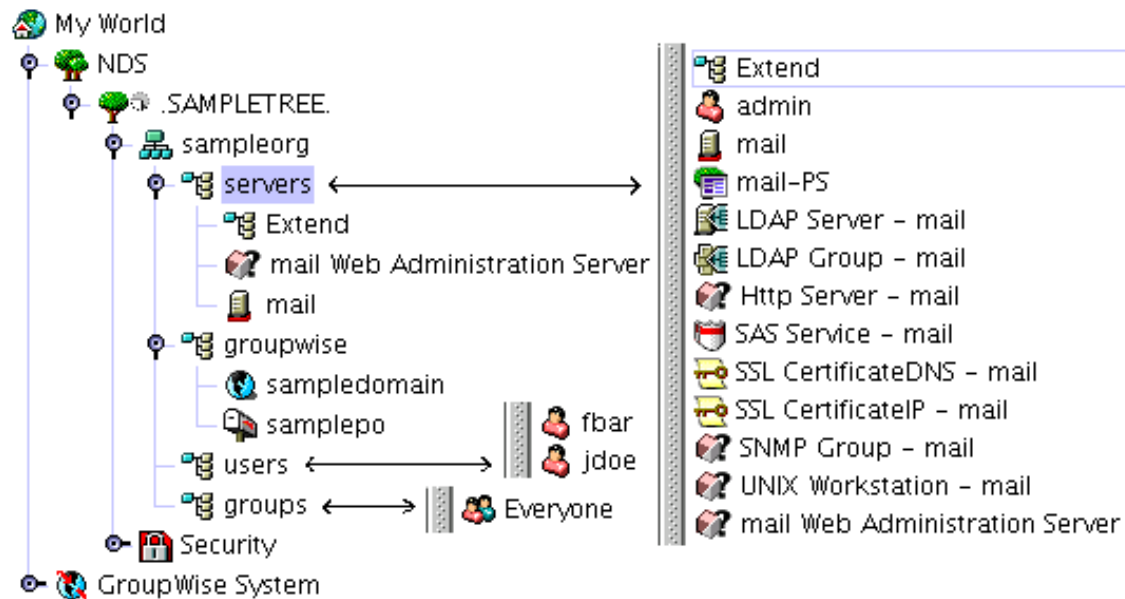 My World
NDS
.SAMPLETREE.
sampleorg
servers
Extend
mail Web Administration Server
mail
groupwise
sampledomain
samplepo
users
groups
Security
GroupWise System
fbar
jdoe
Everyone
Extend
admin
mail
mail-PS
LDAP Server - mail
LDAP Group - mail
Http Server - mail
SAS Service - mail
SSL CertificateDNS - mail
SSL CertificateIP - mail
SNMP Group - mail
UNIX Workstation - mail
mail Web Administration Server